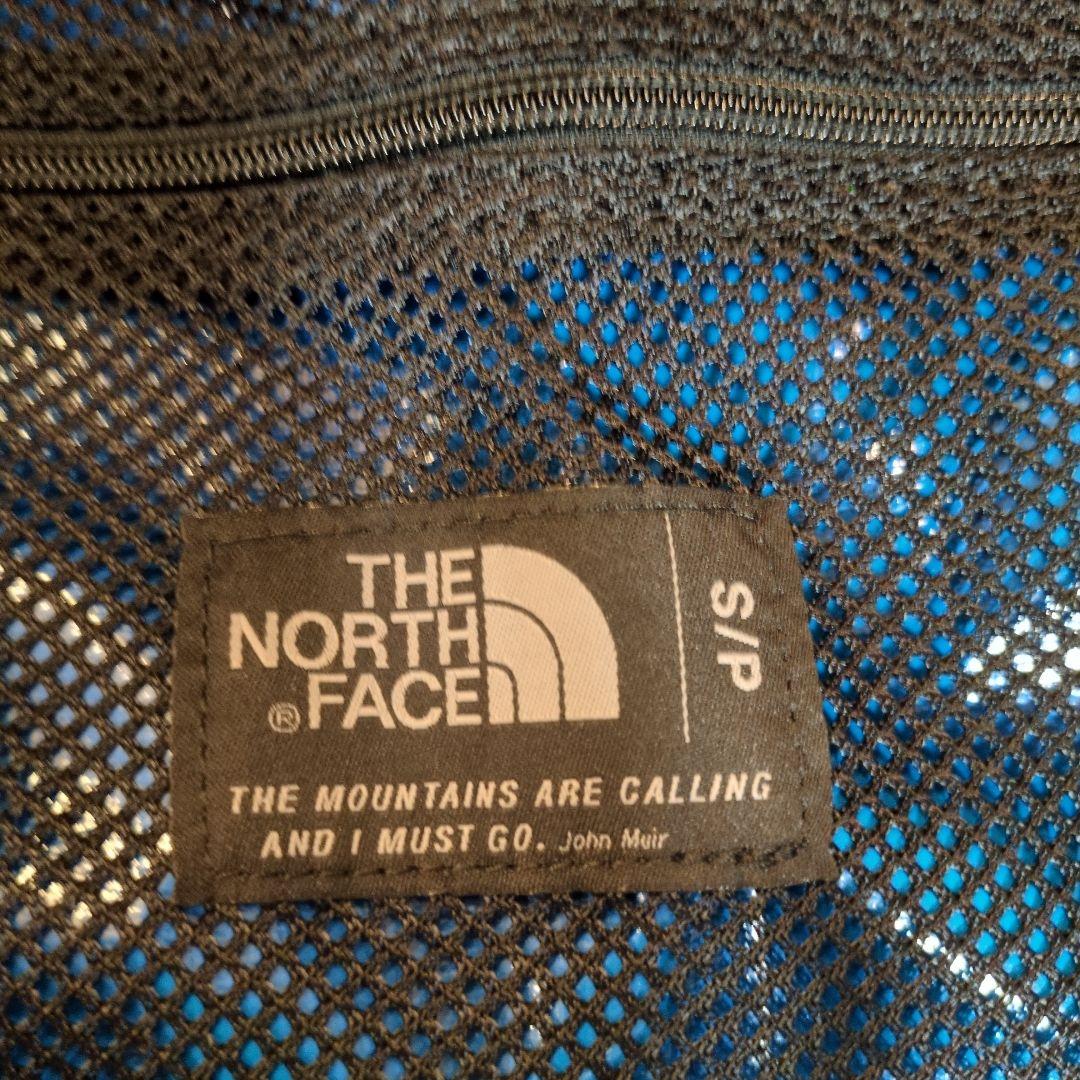 THE
NORTH
®FACE
S/P
THE MOUNTAINS ARE CALLING
AND I MUST GO. John Muir